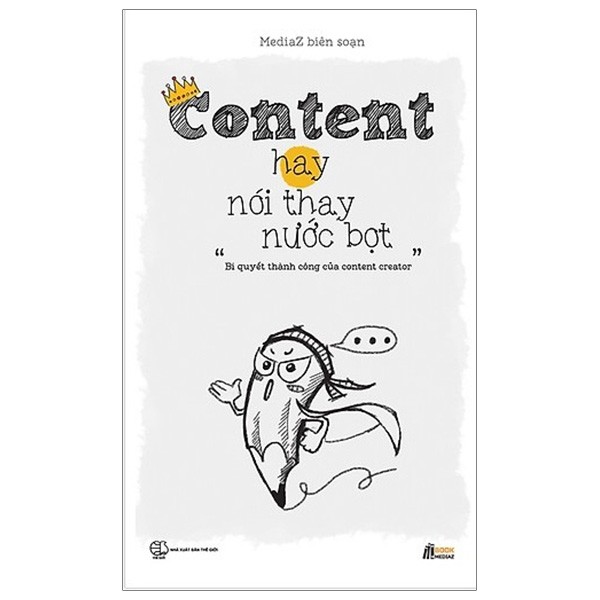 MediaZ biên soạn
Content
hay
nói thay
nước bọt
“ Bí quyết thành công của content creator ”
NHÀ XUẤT BẢN THẾ GIỚI
BOOK
MEDIAZ